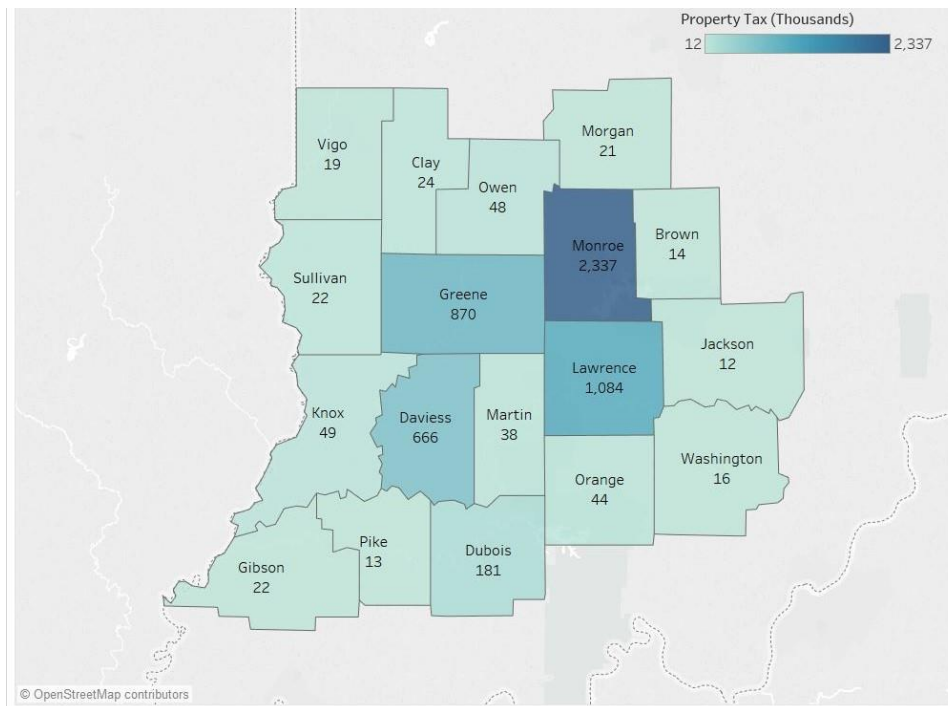 Property Tax (Thousands)
12 2,337
Morgan
21
Vigo
19
Clay
24
Owen
48
Brown
14
Monroe
2,337
Sullivan
22
Greene
870
Jackson
12
Lawrence
1,084
Knox
49
Daviess
666
Martin
38
Washington
16
Orange
44
Pike
13
Dubois
181
Gibson
22
© OpenStreetMap contributors